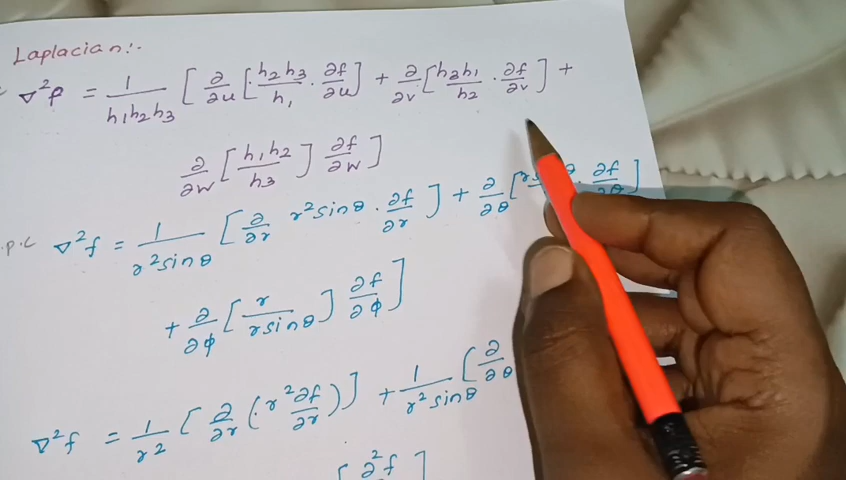 Laplacian:-
∇²f = 1/(h₁h₂h₃) [ ∂/∂u [ h₂h₃/h₁ · ∂f/∂u ] + ∂/∂v [ h₃h₁/h₂ · ∂f/∂v ] +
∂/∂w [ h₁h₂/h₃ ] ∂f/∂w ]
.p.c ∇²f = 1/(r²sinθ) [ ∂/∂r r²sinθ · ∂f/∂r ] + ∂/∂θ [ · ∂f/∂θ ]
+ ∂/∂φ [ r/(r sinθ) ] ∂f/∂φ ]
∇²f = 1/r² [ ∂/∂r ( r² ∂f/∂r ) ] + 1/(r²sinθ) [ ∂/∂θ
[ ∂²f ]